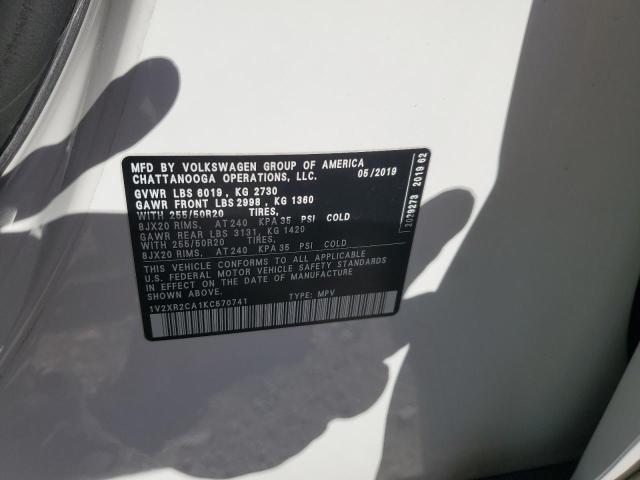 MFD BY VOLKSWAGEN GROUP OF AMERICA
CHATTANOOGA OPERATIONS, LLC. 05/2019
GVWR LBS 6019 , KG 2730
GAWR FRONT LBS 2998 , KG 1360
WITH 255/50R20 TIRES,
8JX20 RIMS, AT 240 KPA 35 PSI COLD
GAWR REAR LBS 3131, KG 1420
WITH 255/50R20 TIRES,
8JX20 RIMS, AT 240 KPA 35 PSI COLD
THIS VEHICLE CONFORMS TO ALL APPLICABLE
U.S. FEDERAL MOTOR VEHICLE SAFETY STANDARDS
IN EFFECT ON THE DATE OF MANUFACTURE
SHOWN ABOVE.
1V2XR2CA1KC570741 TYPE: MPV
2029273 2019 62